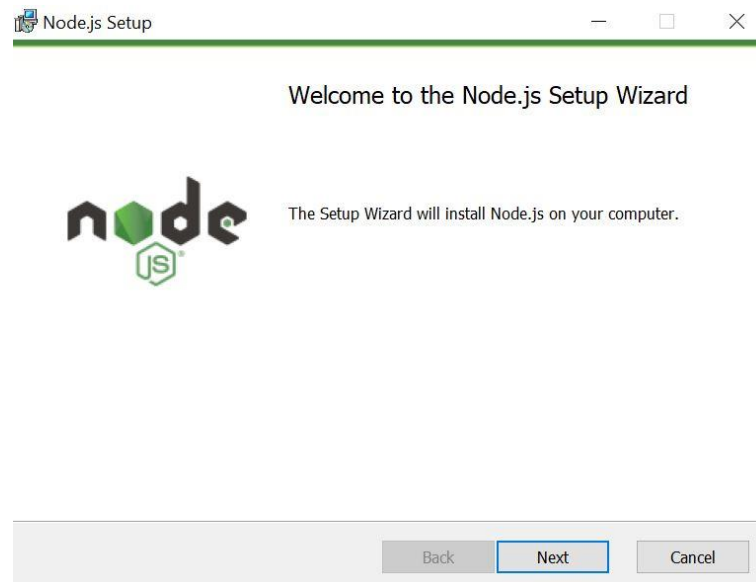 Node.js Setup
Welcome to the Node.js Setup Wizard
node
JS
The Setup Wizard will install Node.js on your computer.
Back Next Cancel